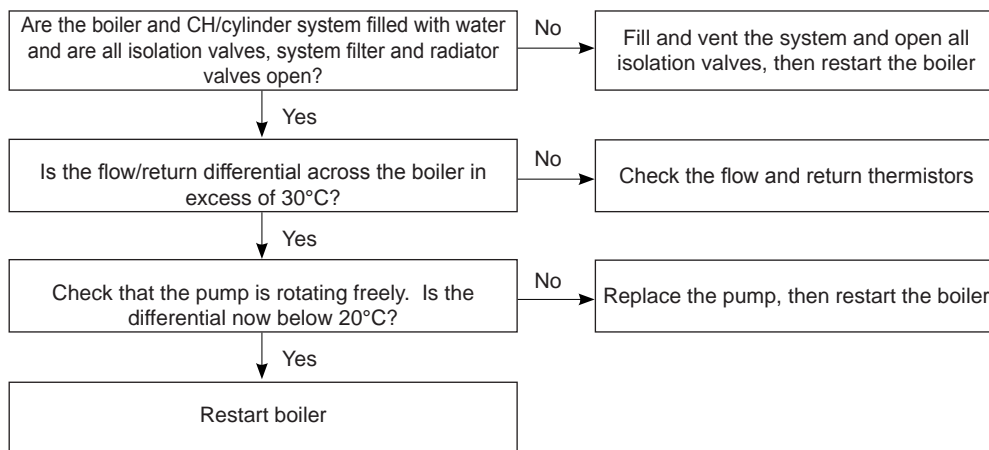 Are the boiler and CH/cylinder system filled with water
and are all isolation valves, system filter and radiator
valves open?
No
Fill and vent the system and open all
isolation valves, then restart the boiler
Yes
Is the flow/return differential across the boiler in
excess of 30°C?
No
Check the flow and return thermistors
Yes
Check that the pump is rotating freely.  Is the
differential now below 20°C?
No
Replace the pump, then restart the boiler
Yes
Restart boiler